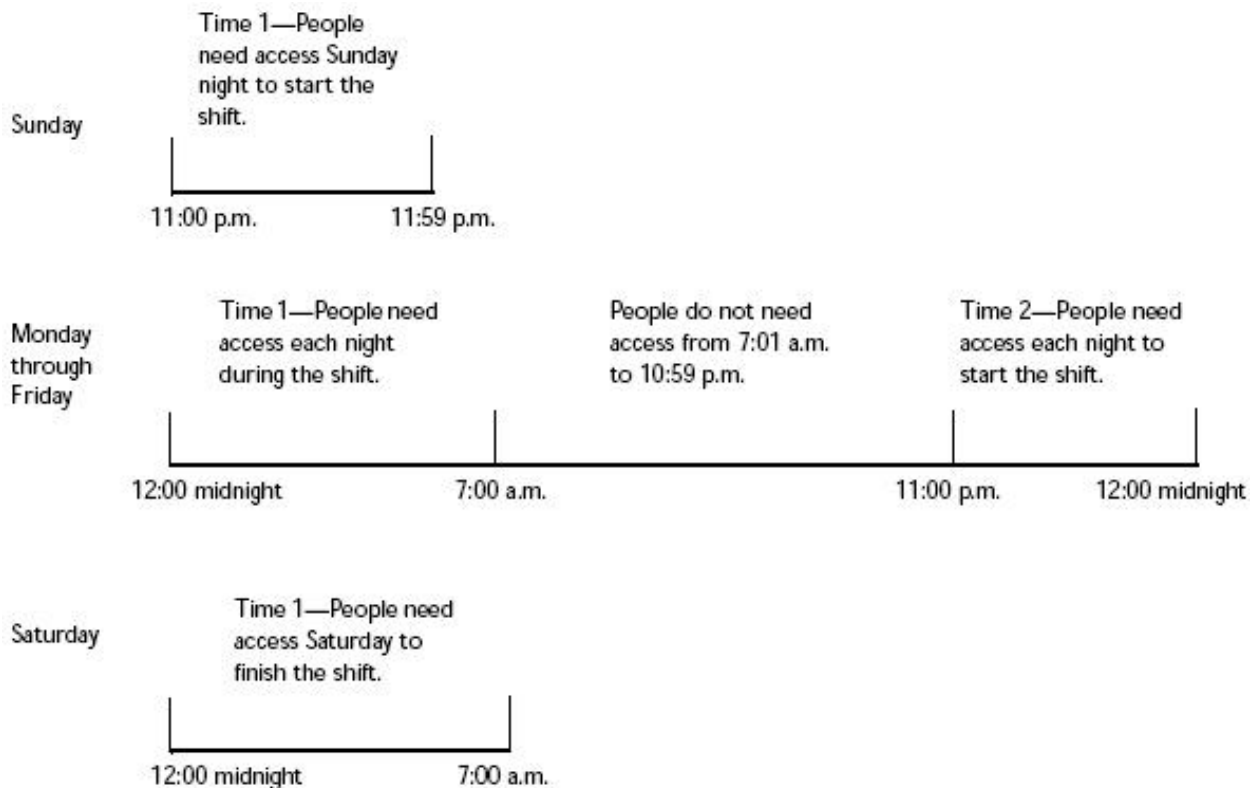 Time 1—People
need access Sunday
night to start the
shift.
Sunday
11:00 p.m.
11:59 p.m.
Monday
through
Friday
Time 1—People need
access each night
during the shift.
People do not need
access from 7:01 a.m.
to 10:59 p.m.
Time 2—People need
access each night to
start the shift.
12:00 midnight
7:00 a.m.
11:00 p.m.
12:00 midnight
Saturday
Time 1—People need
access Saturday to
finish the shift.
12:00 midnight
7:00 a.m.